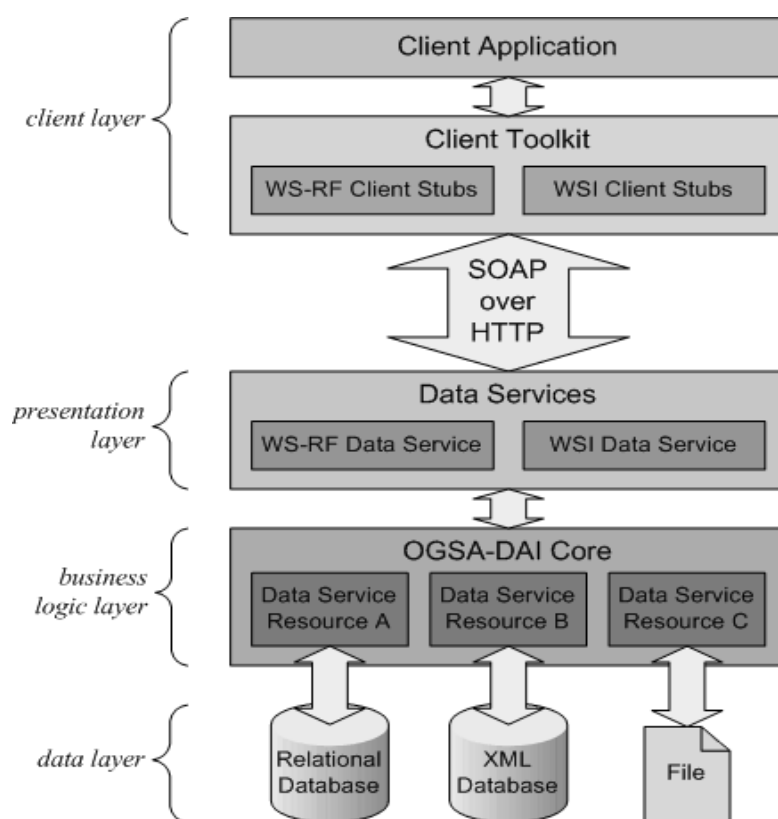 Client Application
client layer
Client Toolkit
WS-RF Client Stubs
WSI Client Stubs
SOAP
over
HTTP
presentation
layer
Data Services
WS-RF Data Service
WSI Data Service
business
logic layer
OGSA-DAI Core
Data Service
Resource A
Data Service
Resource B
Data Service
Resource C
data layer
Relational
Database
XML
Database
File